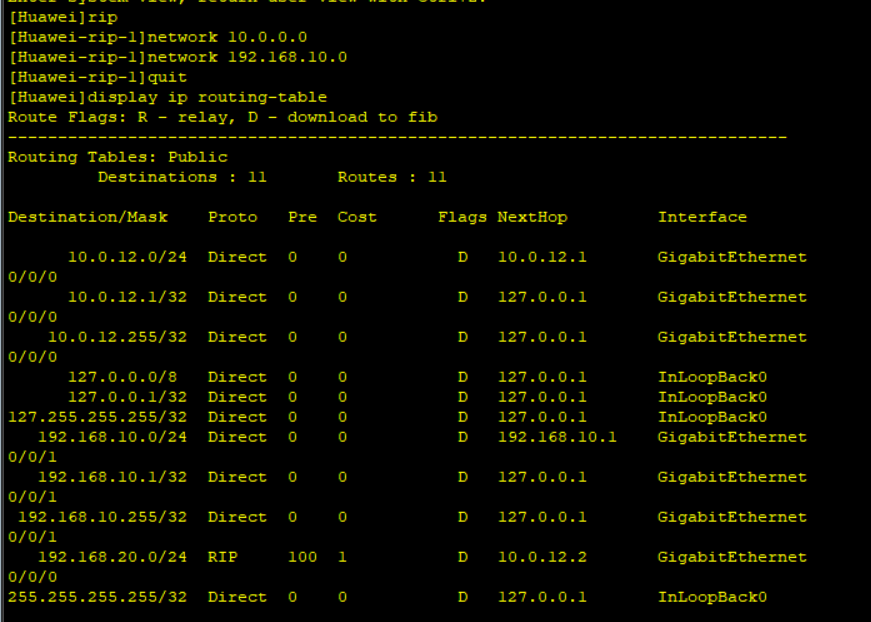 [Huawei]rip
[Huawei-rip-1]network 10.0.0.0
[Huawei-rip-1]network 192.168.10.0
[Huawei-rip-1]quit
[Huawei]display ip routing-table
Route Flags: R - relay, D - download to fib
------------------------------------------------------------------------------
Routing Tables: Public
         Destinations : 11       Routes : 11

Destination/Mask    Proto   Pre  Cost      Flags NextHop         Interface

      10.0.12.0/24  Direct  0    0           D   10.0.12.1       GigabitEthernet
0/0/0
      10.0.12.1/32  Direct  0    0           D   127.0.0.1       GigabitEthernet
0/0/0
    10.0.12.255/32  Direct  0    0           D   127.0.0.1       GigabitEthernet
0/0/0
      127.0.0.0/8   Direct  0    0           D   127.0.0.1       InLoopBack0
      127.0.0.1/32  Direct  0    0           D   127.0.0.1       InLoopBack0
127.255.255.255/32  Direct  0    0           D   127.0.0.1       InLoopBack0
   192.168.10.0/24  Direct  0    0           D   192.168.10.1    GigabitEthernet
0/0/1
   192.168.10.1/32  Direct  0    0           D   127.0.0.1       GigabitEthernet
0/0/1
 192.168.10.255/32  Direct  0    0           D   127.0.0.1       GigabitEthernet
0/0/1
   192.168.20.0/24  RIP     100  1           D   10.0.12.2       GigabitEthernet
0/0/0
255.255.255.255/32  Direct  0    0           D   127.0.0.1       InLoopBack0